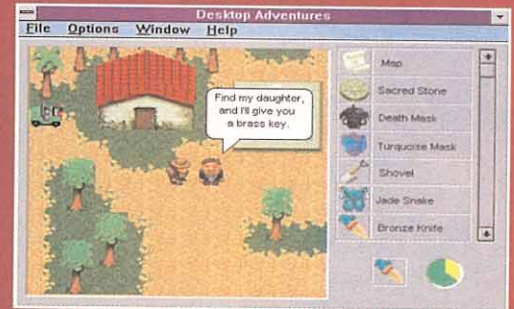 Desktop Adventures
File Options Window Help
Find my daughter,
and I'll give you
a brass key.
Map
Sacred Stone
Death Mask
Turquoise Mask
Shovel
Jade Snake
Bronze Knife